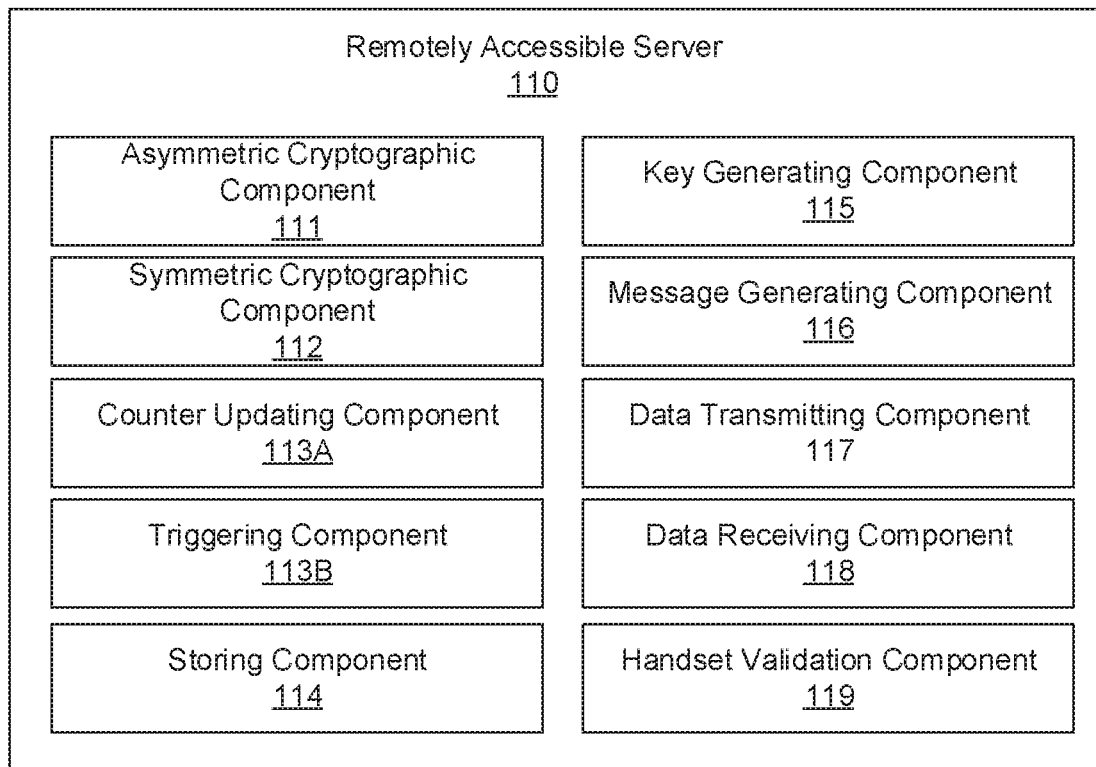 Remotely Accessible Server
110
Asymmetric Cryptographic
Component
111
Symmetric Cryptographic
Component
112
Counter Updating Component
113A
Triggering Component
113B
Storing Component
114
Key Generating Component
115
Message Generating Component
116
Data Transmitting Component
117
Data Receiving Component
118
Handset Validation Component
119